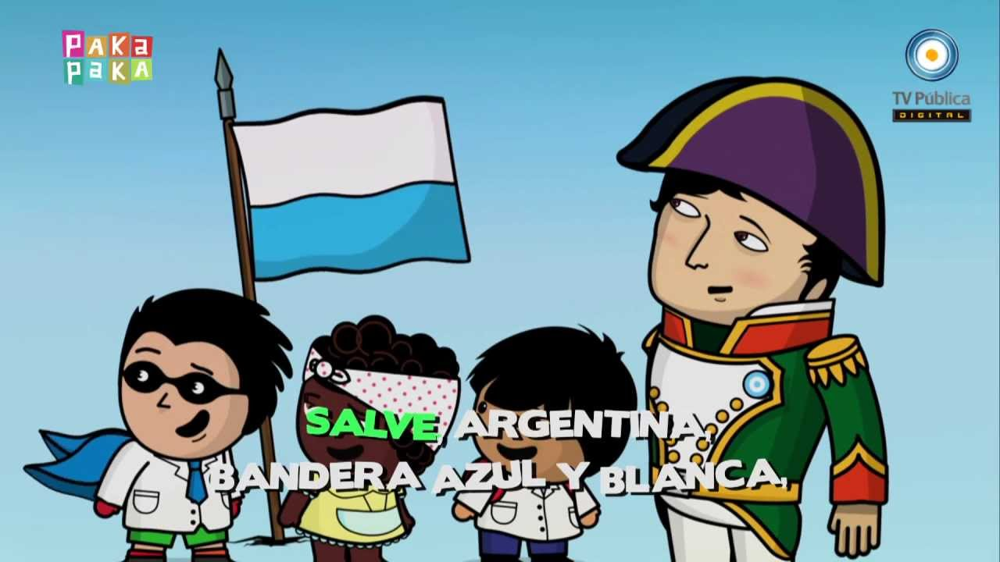 PAKA
PAKA
TV Pública
DIGITAL
SALVE, ARGENTINA,
BANDERA AZUL Y BLANCA,